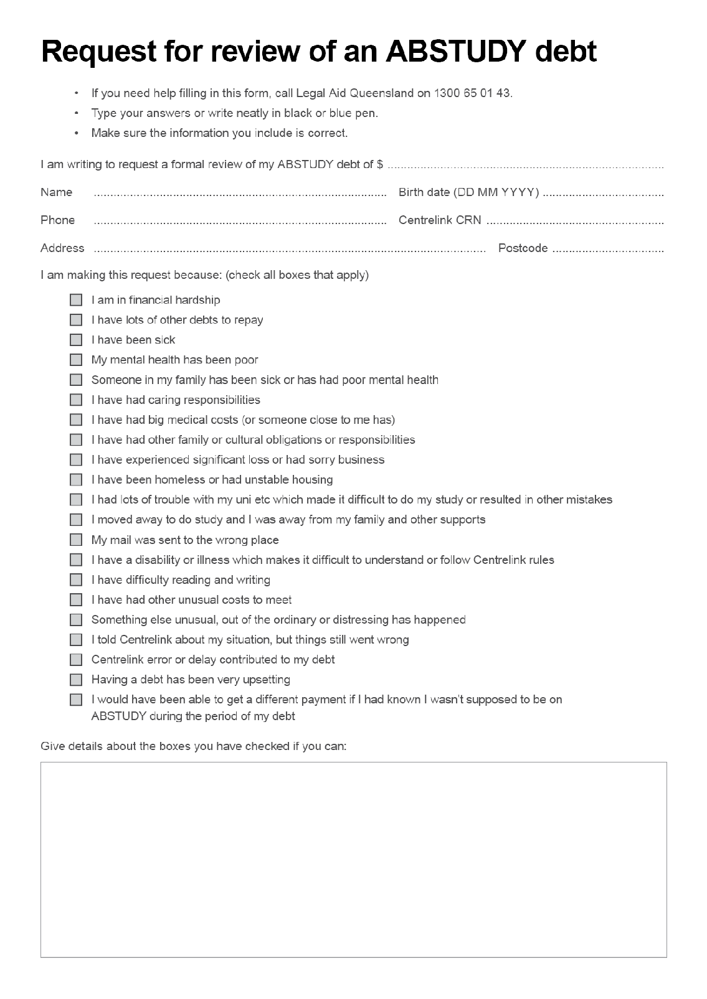 Request for review of an ABSTUDY debt
• If you need help filling in this form, call Legal Aid Queensland on 1300 65 01 43.
• Type your answers or write neatly in black or blue pen.
• Make sure the information you include is correct.
I am writing to request a formal review of my ABSTUDY debt of $ ....................................................................................
Name ......................................................................................... Birth date (DD MM YYYY) .....................................
Phone ......................................................................................... Centrelink CRN ......................................................
Address ....................................................................................................................... Postcode ..................................
I am making this request because: (check all boxes that apply)
I am in financial hardship
I have lots of other debts to repay
I have been sick
My mental health has been poor
Someone in my family has been sick or has had poor mental health
I have had caring responsibilities
I have had big medical costs (or someone close to me has)
I have had other family or cultural obligations or responsibilities
I have experienced significant loss or had sorry business
I have been homeless or had unstable housing
I had lots of trouble with my uni etc which made it difficult to do my study or resulted in other mistakes
I moved away to do study and I was away from my family and other supports
My mail was sent to the wrong place
I have a disability or illness which makes it difficult to understand or follow Centrelink rules
I have difficulty reading and writing
I have had other unusual costs to meet
Something else unusual, out of the ordinary or distressing has happened
I told Centrelink about my situation, but things still went wrong
Centrelink error or delay contributed to my debt
Having a debt has been very upsetting
I would have been able to get a different payment if I had known I wasn't supposed to be on
ABSTUDY during the period of my debt
Give details about the boxes you have checked if you can: